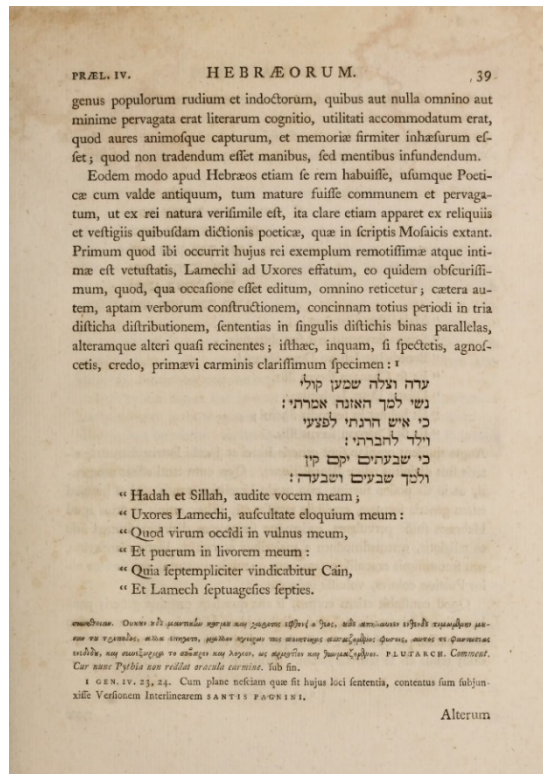 PRÆL. IV. HEBRÆORUM. 39
genus populorum rudium et indoctorum, quibus aut nulla omnino aut
minime pervagata erat literarum cognitio, utilitati accommodatum erat,
quod aures animoſque capturum, et memoriæ firmiter inhæſurum eſ-
ſet; quod non tradendum eſſet manibus, ſed mentibus infundendum.
Eodem modo apud Hebræos etiam ſe rem habuiſſe, uſumque Poeti-
cæ cum valde antiquum, tum mature fuiſſe communem et pervaga-
tum, ut ex rei natura veriſimile eſt, ita clare etiam apparet ex reliquiis
et veſtigiis quibuſdam dictionis poeticæ, quæ in ſcriptis Moſaicis extant.
Primum quod ibi occurrit hujus rei exemplum remotiſſimæ atque inti-
mæ eſt vetuſtatis, Lamechi ad Uxores effatum, eo quidem obſcuriſſi-
mum, quod, qua occaſione eſſet editum, omnino reticetur; cætera au-
tem, aptam verborum conſtructionem, concinnam totius periodi in tria
diſticha diſtributionem, ſententias in ſingulis diſtichis binas parallelas,
alteramque alteri quaſi recinentes; iſthæc, inquam, ſi ſpectetis, agnoſ-
cetis, credo, primævi carminis clariſſimum ſpecimen: ¹
עדה וצלה שמען קולי
נשי למך האזנה אמרתי:
כי איש הרגתי לפצעי
וילד לחברתי:
כי שבעתים יקם קין
ולמך שבעים ושבעה:
“ Hadah et Sillah, audite vocem meam;
“ Uxores Lamechi, auſcultate eloquium meum:
“ Quod virum occidi in vulnus meum,
“ Et puerum in livorem meum:
“ Quia ſeptempliciter vindicabitur Cain,
“ Et Lamech ſeptuageſies ſepties.
PLUTARCH. Comment.
Cur nunc Pythia non reddat oracula carmine. ſub fin.
1 GEN. IV. 23, 24. Cum plane neſciam quæ ſit hujus loci ſententia, contentus ſum ſubjun-
xiſſe Verſionem Interlinearem SANTIS PAGNINI.
Alterum